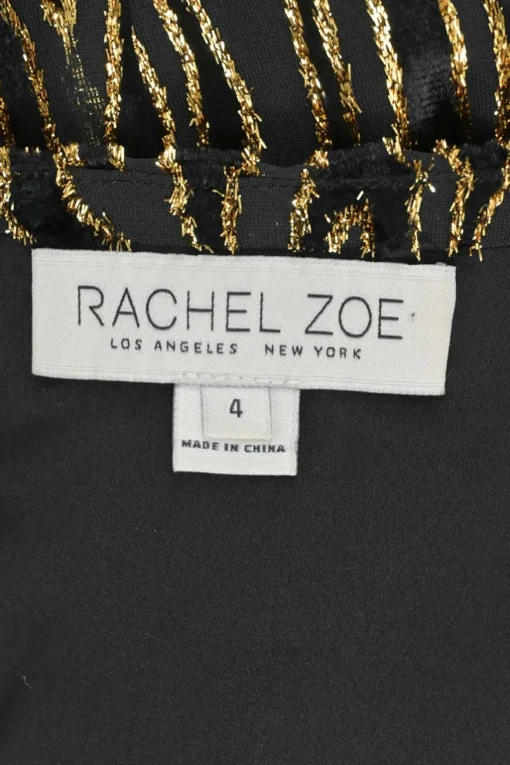 RACHEL ZOE
LOS ANGELES NEW YORK
4
MADE IN CHINA